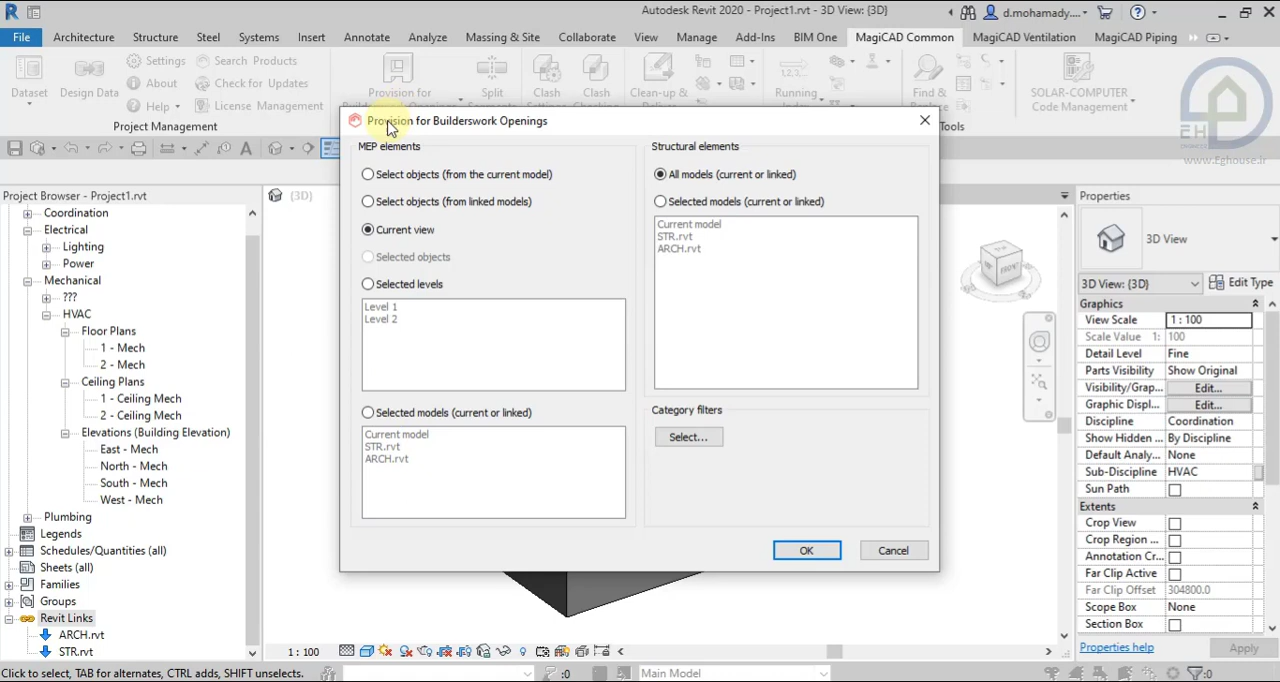 Autodesk Revit 2020 - Project1.rvt - 3D View: {3D}
d.mohamady....
File Architecture Structure Steel Systems Insert Annotate Analyze Massing & Site Collaborate View Manage Add-Ins BIM One MagiCAD Common MagiCAD Ventilation MagiCAD Piping
Dataset
Design Data
Settings
About
Help
Search Products
Check for Updates
License Management
Project Management
Provision for
Split
Clash
Clash
Clean-up &
Running
Find &
SOLAR-COMPUTER
Code Management
Tools
EH
www.Eghouse.ir
Project Browser - Project1.rvt
Coordination
Electrical
Lighting
Power
Mechanical
???
HVAC
Floor Plans
1 - Mech
2 - Mech
Ceiling Plans
1 - Ceiling Mech
2 - Ceiling Mech
Elevations (Building Elevation)
East - Mech
North - Mech
South - Mech
West - Mech
Plumbing
Legends
Schedules/Quantities (all)
Sheets (all)
Families
Groups
Revit Links
ARCH.rvt
STR.rvt
{3D}
Provision for Builderswork Openings
MEP elements
Select objects (from the current model)
Select objects (from linked models)
Current view
Selected objects
Selected levels
Level 1
Level 2
Selected models (current or linked)
Current model
STR.rvt
ARCH.rvt
Structural elements
All models (current or linked)
Selected models (current or linked)
Current model
STR.rvt
ARCH.rvt
Category filters
Select...
OK Cancel
FRONT
Properties
3D View
3D View: {3D} Edit Type
Graphics
View Scale 1 : 100
Scale Value 1: 100
Detail Level Fine
Parts Visibility Show Original
Visibility/Grap... Edit...
Graphic Displ... Edit...
Discipline Coordination
Show Hidden ... By Discipline
Default Analy... None
Sub-Discipline HVAC
Sun Path
Extents
Crop View
Crop Region ...
Annotation Cr...
Far Clip Active
Far Clip Offset 304800.0
Scope Box None
Section Box
Properties help Apply
1 : 100
Click to select, TAB for alternates, CTRL adds, SHIFT unselects.
:0
Main Model
:0